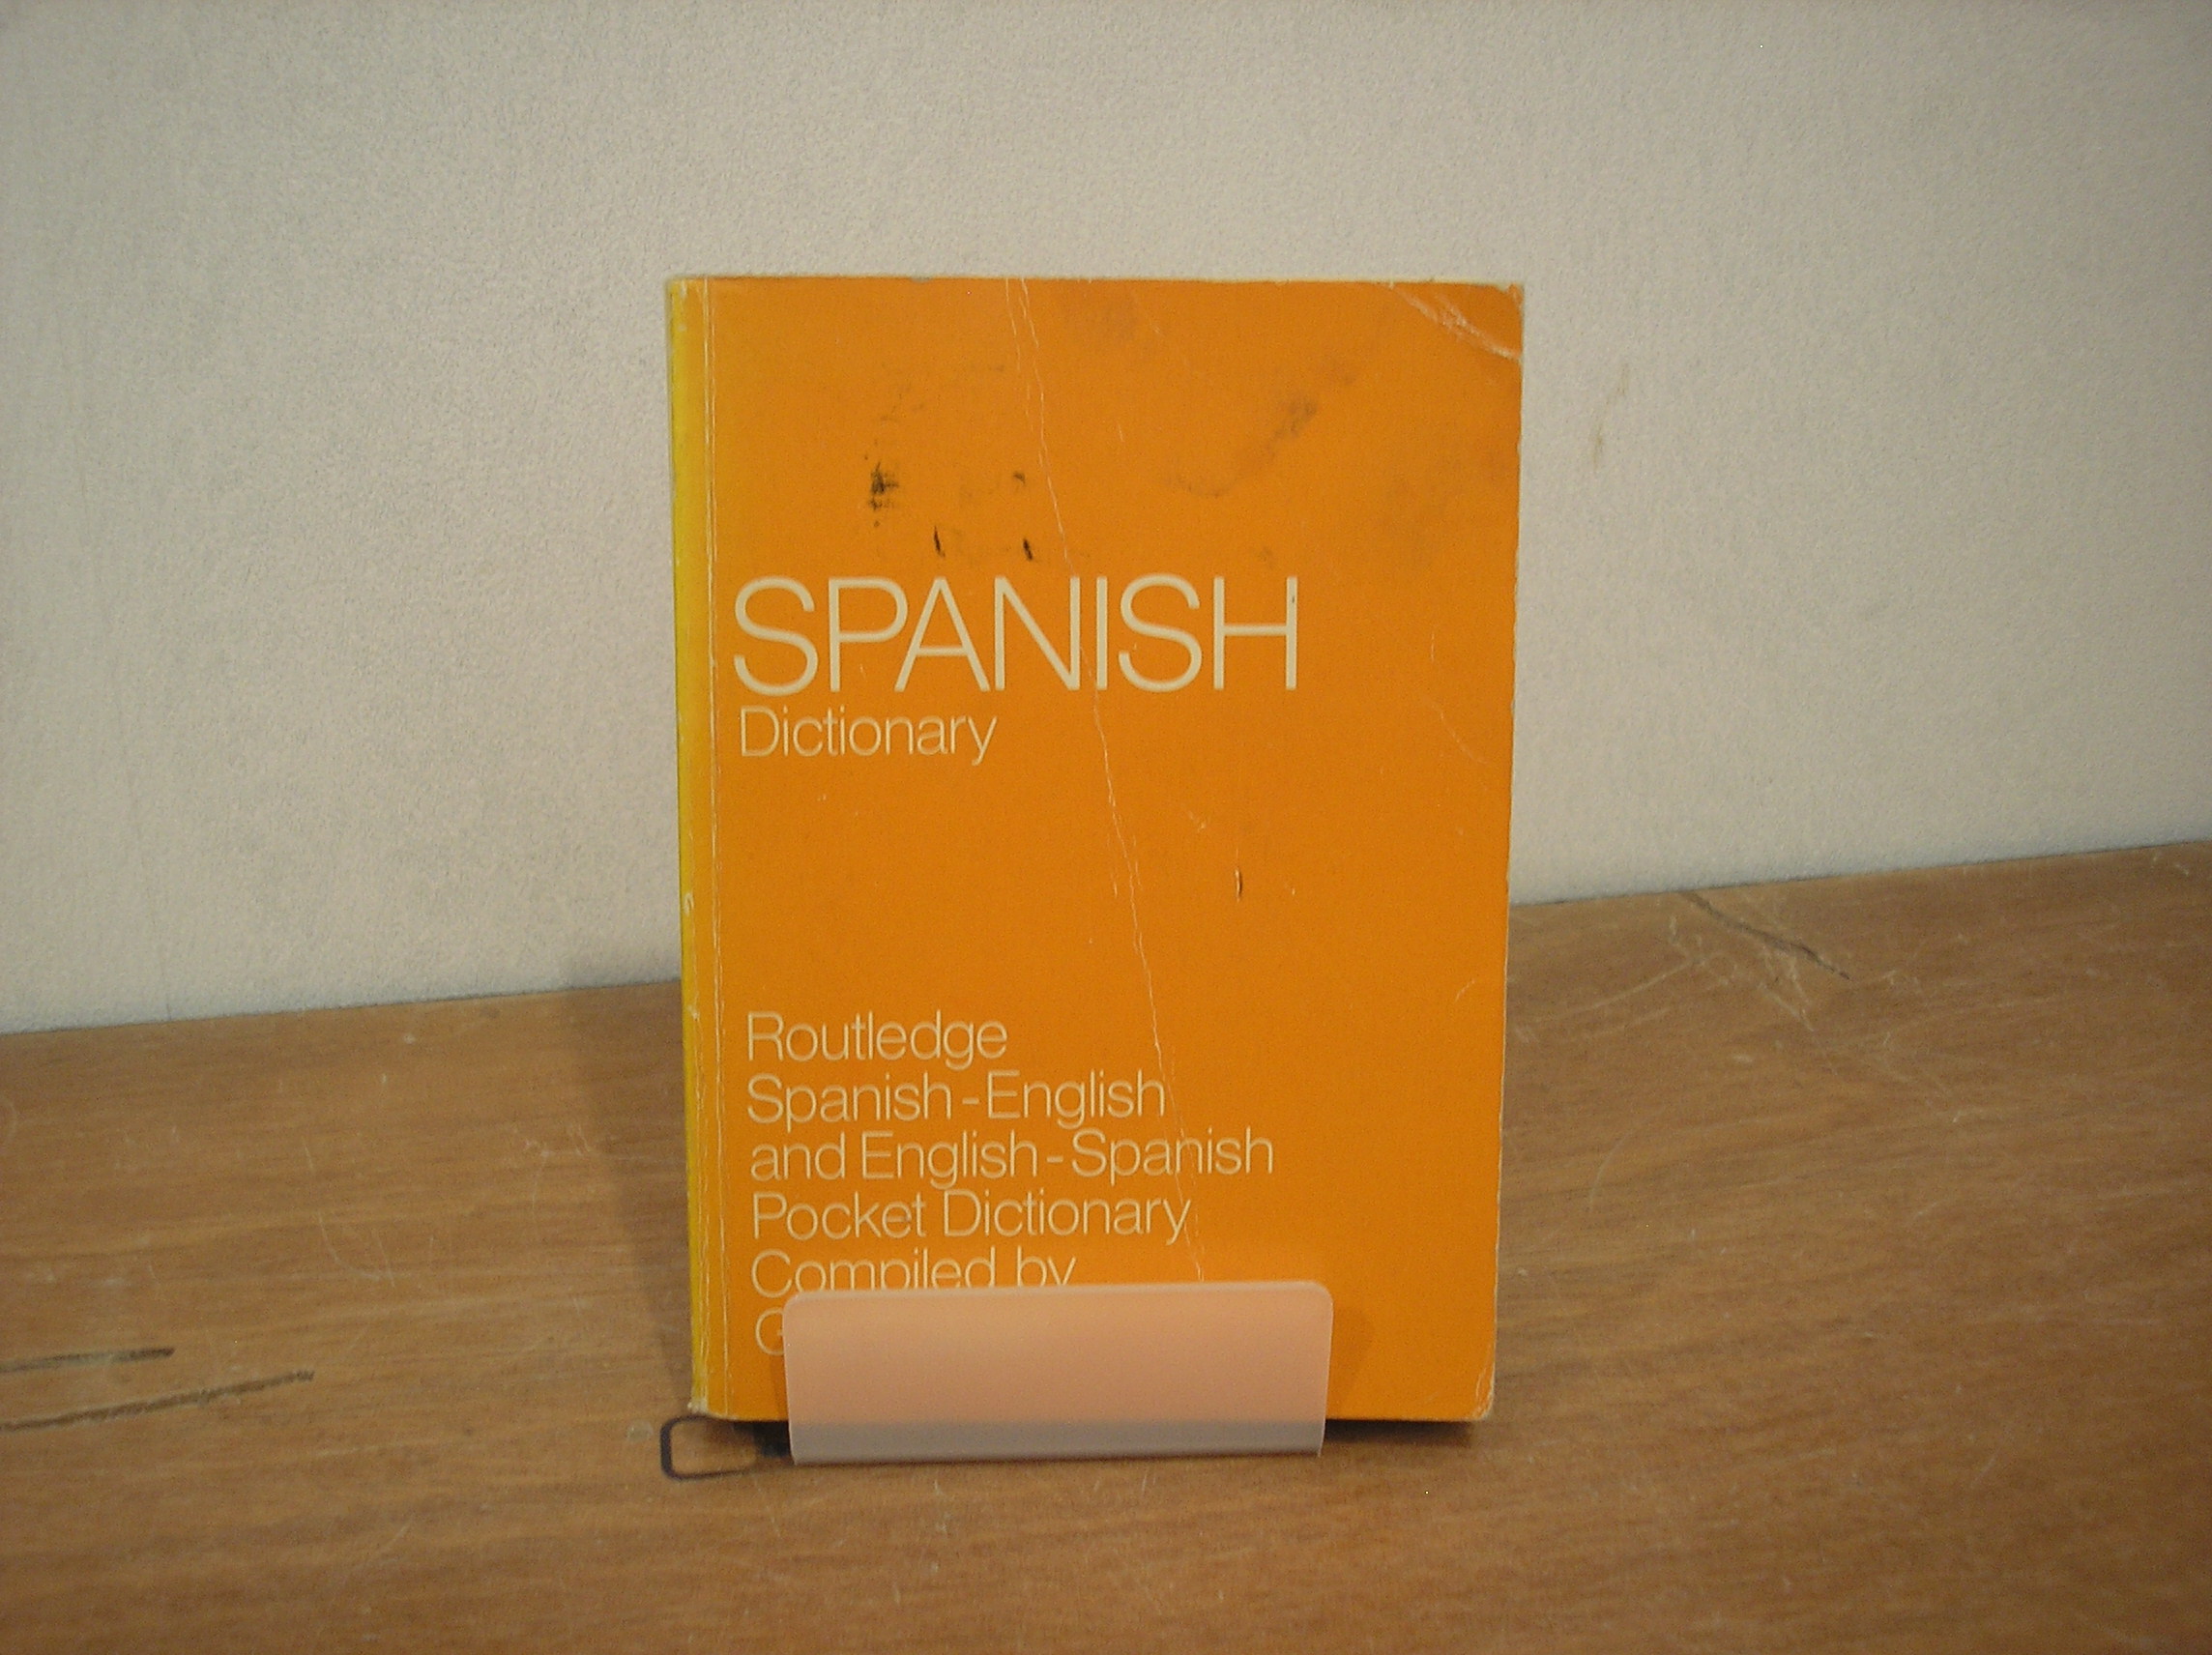 SPANISH
Dictionary
Routledge
Spanish-English
and English-Spanish
Pocket Dictionary
Compiled by